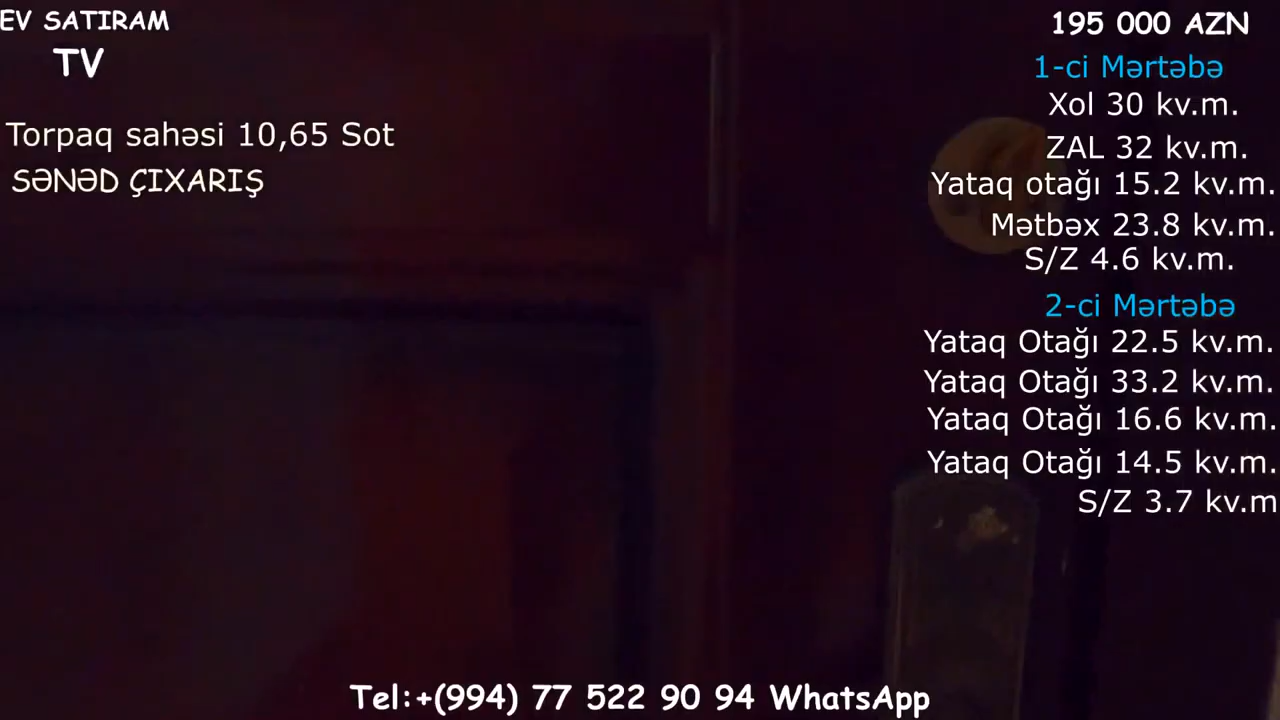 EV SATIRAM
TV
Torpaq sahəsi 10,65 Sot
SƏNƏD ÇIXARIŞ
195 000 AZN
1-ci Mərtəbə
Xol 30 kv.m.
ZAL 32 kv.m.
Yataq otağı 15.2 kv.m.
Mətbəx 23.8 kv.m.
S/Z 4.6 kv.m.
2-ci Mərtəbə
Yataq Otağı 22.5 kv.m.
Yataq Otağı 33.2 kv.m.
Yataq Otağı 16.6 kv.m.
Yataq Otağı 14.5 kv.m.
S/Z 3.7 kv.m
Tel:+(994) 77 522 90 94 WhatsApp